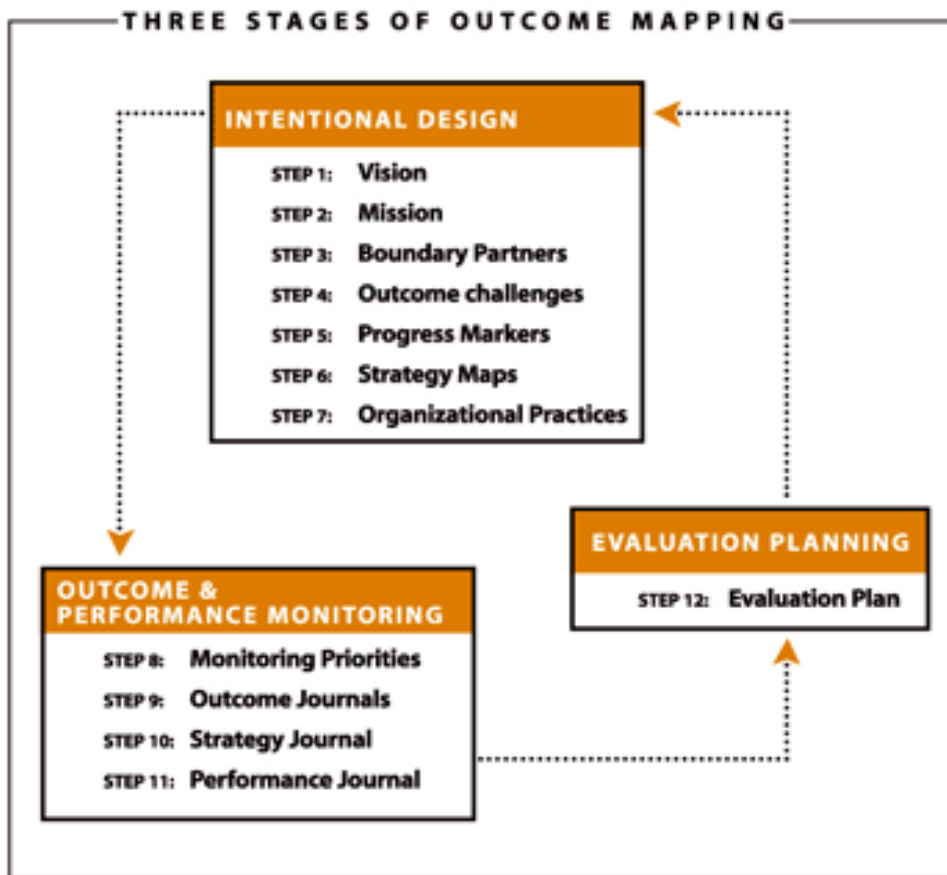 THREE STAGES OF OUTCOME MAPPING
INTENTIONAL DESIGN
STEP 1: Vision
STEP 2: Mission
STEP 3: Boundary Partners
STEP 4: Outcome challenges
STEP 5: Progress Markers
STEP 6: Strategy Maps
STEP 7: Organizational Practices
OUTCOME &
PERFORMANCE MONITORING
STEP 8: Monitoring Priorities
STEP 9: Outcome Journals
STEP 10: Strategy Journal
STEP 11: Performance Journal
EVALUATION PLANNING
STEP 12: Evaluation Plan